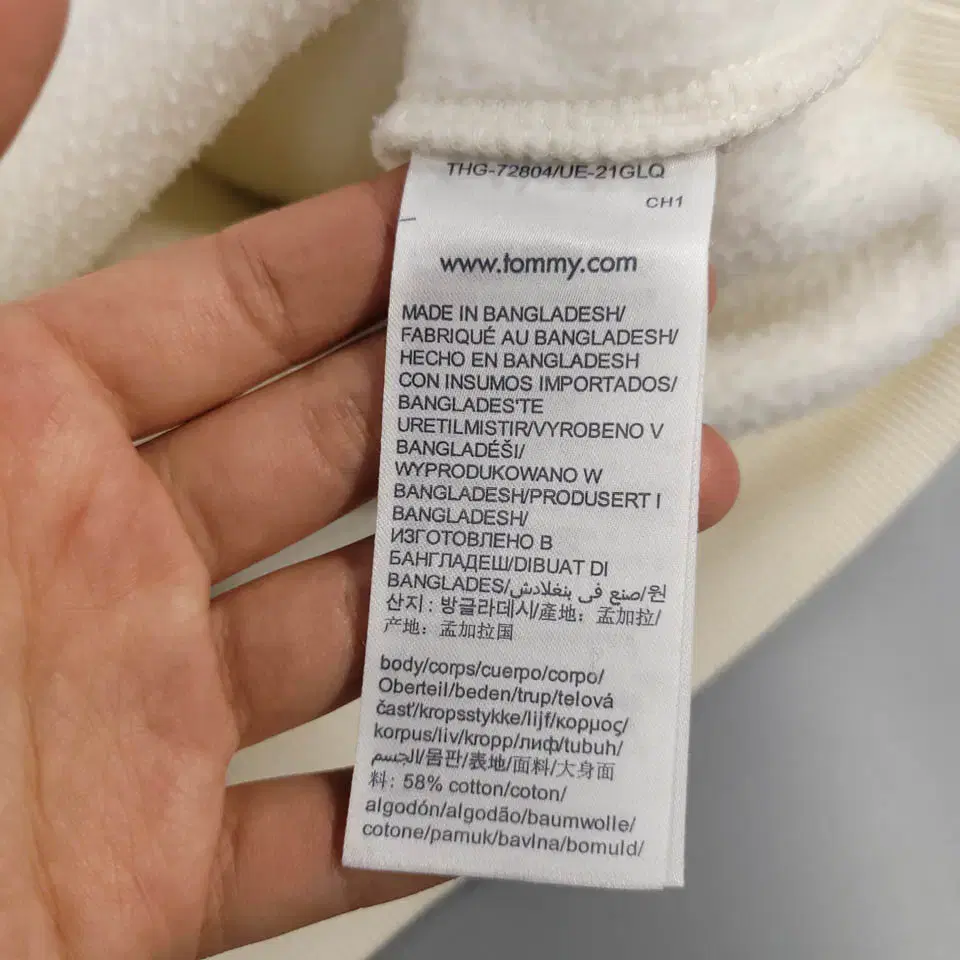 THG-72804/UE-21GLQ
CH1
www.tommy.com
MADE IN BANGLADESH/
FABRIQUÉ AU BANGLADESH/
HECHO EN BANGLADESH
CON INSUMOS IMPORTADOS/
BANGLADES'TE
URETILMISTIR/VYROBENO V
BANGLADÉŠI/
WYPRODUKOWANO W
BANGLADESH/PRODUSERT I
BANGLADESH/
ИЗГОТОВЛЕНО В
БАНГЛАДЕШ/DIBUAT DI
BANGLADES/صنع في بنغلادش/원
산지 : 방글라데시/產地：孟加拉/
产地：孟加拉国
body/corps/cuerpo/corpo/
Oberteil/beden/trup/telová
časť/kropsstykke/lijf/κορμος/
korpus/liv/kropp/лиф/tubuh/
الجسم/몸판/表地/面料/大身面
料：58% cotton/coton/
algodón/algodão/baumwolle/
cotone/pamuk/bavlna/bomuld/